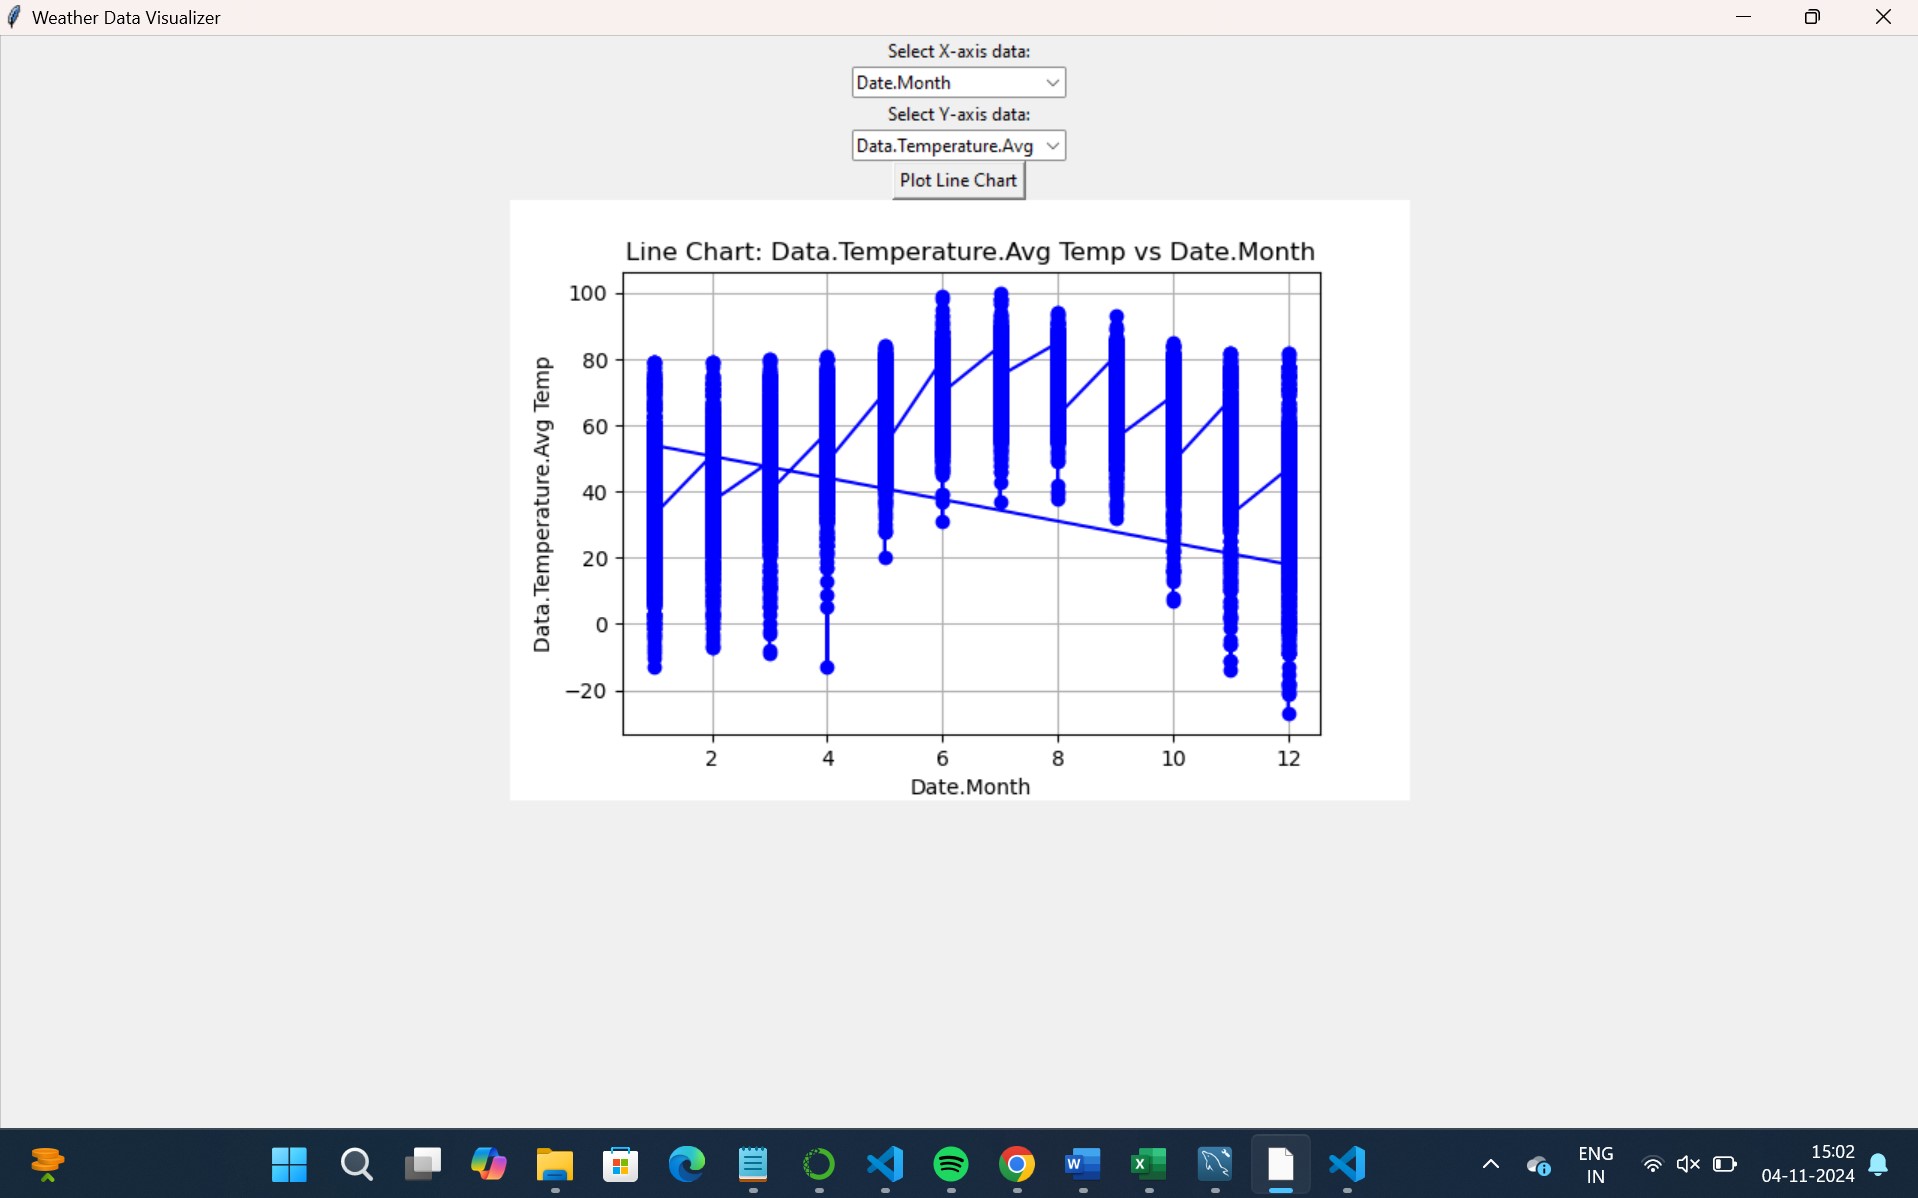 Weather Data Visualizer
Select X-axis data:
Date.Month
Select Y-axis data:
Data.Temperature.Avg
Plot Line Chart
Line Chart: Data.Temperature.Avg Temp vs Date.Month
100
80
60
40
20
0
−20
Data.Temperature.Avg Temp
2 4 6 8 10 12
Date.Month
ENG
IN
15:02
04-11-2024